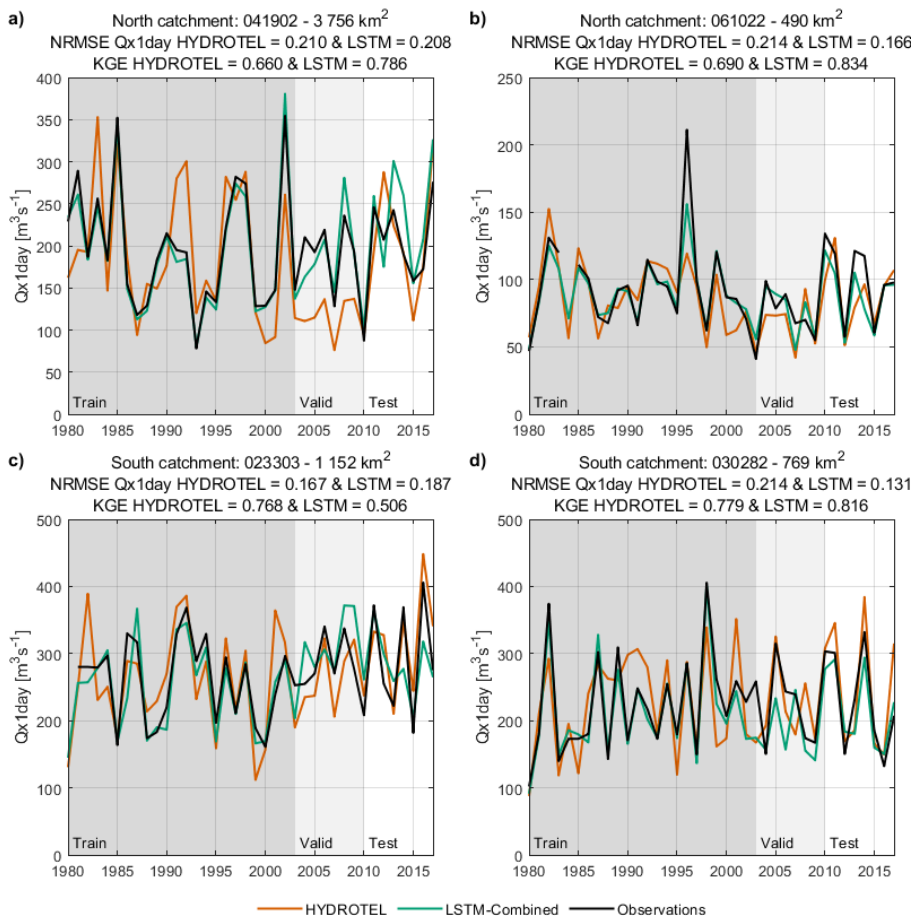 a) North catchment: 041902 - 3 756 km²
NRMSE Qx1day HYDROTEL = 0.210 & LSTM = 0.208
KGE HYDROTEL = 0.660 & LSTM = 0.786
400
350
300
250
200
150
100
50
0
Qx1day [m³s⁻¹]
Train
Valid
Test
1980 1985 1990 1995 2000 2005 2010 2015
b) North catchment: 061022 - 490 km²
NRMSE Qx1day HYDROTEL = 0.214 & LSTM = 0.166
KGE HYDROTEL = 0.690 & LSTM = 0.834
250
200
150
100
50
0
Qx1day [m³s⁻¹]
Train
Valid
Test
1980 1985 1990 1995 2000 2005 2010 2015
c) South catchment: 023303 - 1 152 km²
NRMSE Qx1day HYDROTEL = 0.167 & LSTM = 0.187
KGE HYDROTEL = 0.768 & LSTM = 0.506
500
400
300
200
100
0
Qx1day [m³s⁻¹]
Train
Valid
Test
1980 1985 1990 1995 2000 2005 2010 2015
d) South catchment: 030282 - 769 km²
NRMSE Qx1day HYDROTEL = 0.214 & LSTM = 0.131
KGE HYDROTEL = 0.779 & LSTM = 0.816
500
400
300
200
100
0
Qx1day [m³s⁻¹]
Train
Valid
Test
1980 1985 1990 1995 2000 2005 2010 2015
HYDROTEL LSTM-Combined Observations